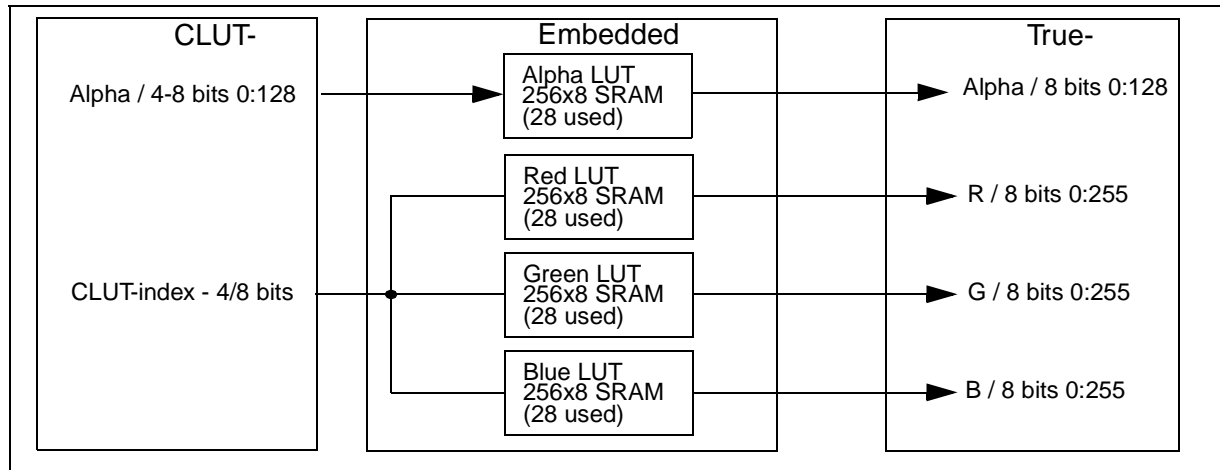 CLUT-
Alpha / 4-8 bits 0:128
CLUT-index - 4/8 bits
Embedded
Alpha LUT
256x8 SRAM
(28 used)
Red LUT
256x8 SRAM
(28 used)
Green LUT
256x8 SRAM
(28 used)
Blue LUT
256x8 SRAM
(28 used)
True-
Alpha / 8 bits 0:128
R / 8 bits 0:255
G / 8 bits 0:255
B / 8 bits 0:255